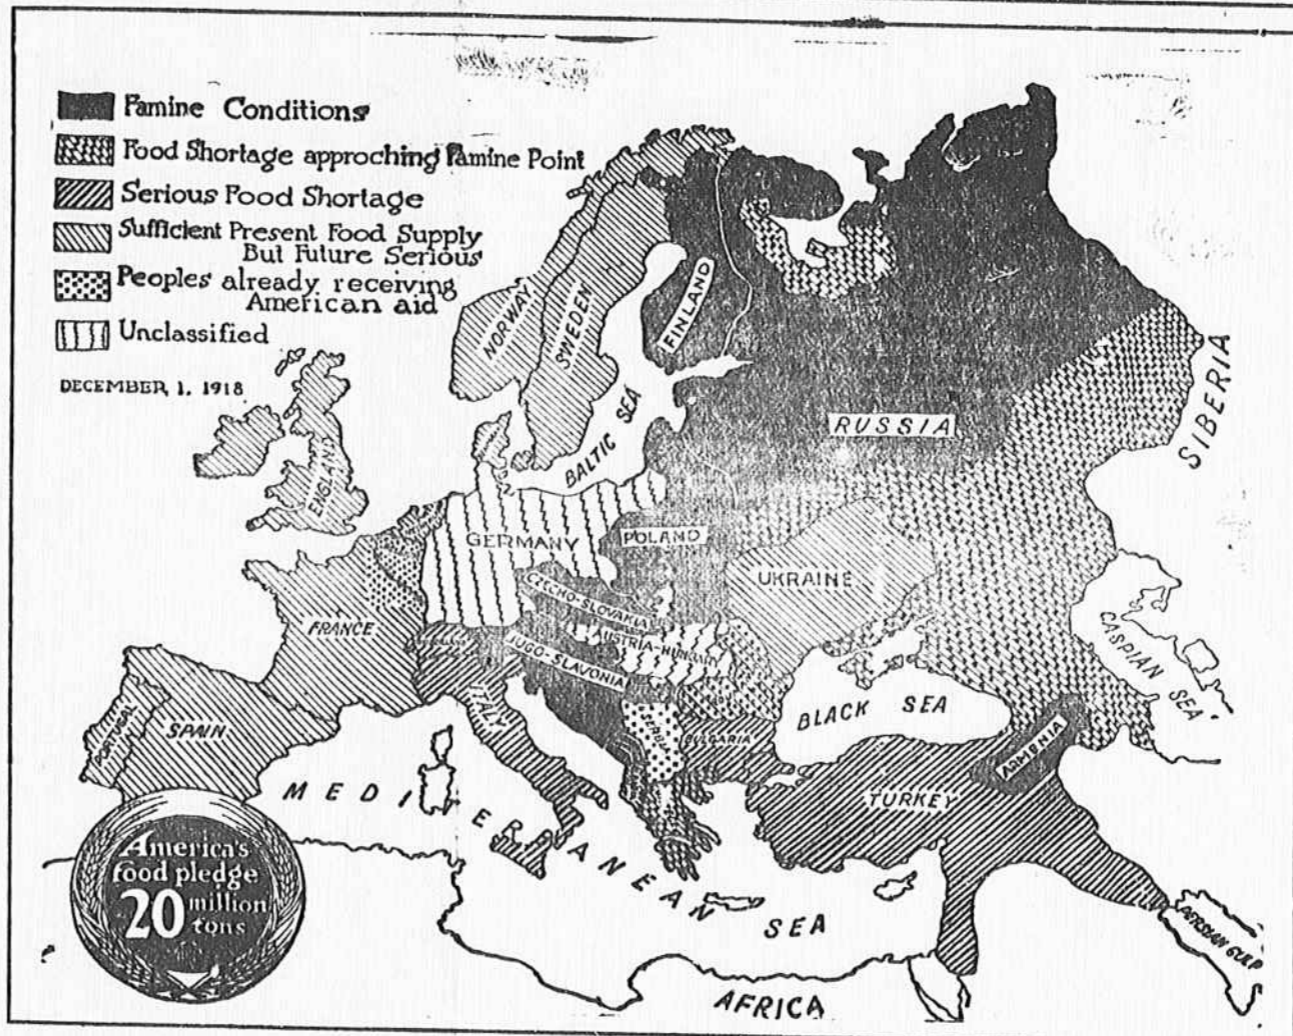 Famine Conditions
Food Shortage approching Famine Point
Serious Food Shortage
Sufficient Present Food Supply
But Future Serious
Peoples already receiving
American aid
Unclassified
DECEMBER 1. 1918
NORWAY
SWEDEN
FINLAND
BALTIC SEA
RUSSIA
SIBERIA
ENGLAND
GERMANY
POLAND
UKRAINE
CZECHO-SLOVAKIA
AUSTRIA-HUNGARY
JUGO-SLAVONIA
FRANCE
ITALY
SERBIA
BULGARIA
BLACK SEA
CASPIAN SEA
ARMENIA
TURKEY
PORTUGAL
SPAIN
MEDITERRANEAN SEA
PERSIAN GULF
AFRICA
America's
food pledge
20 million
tons